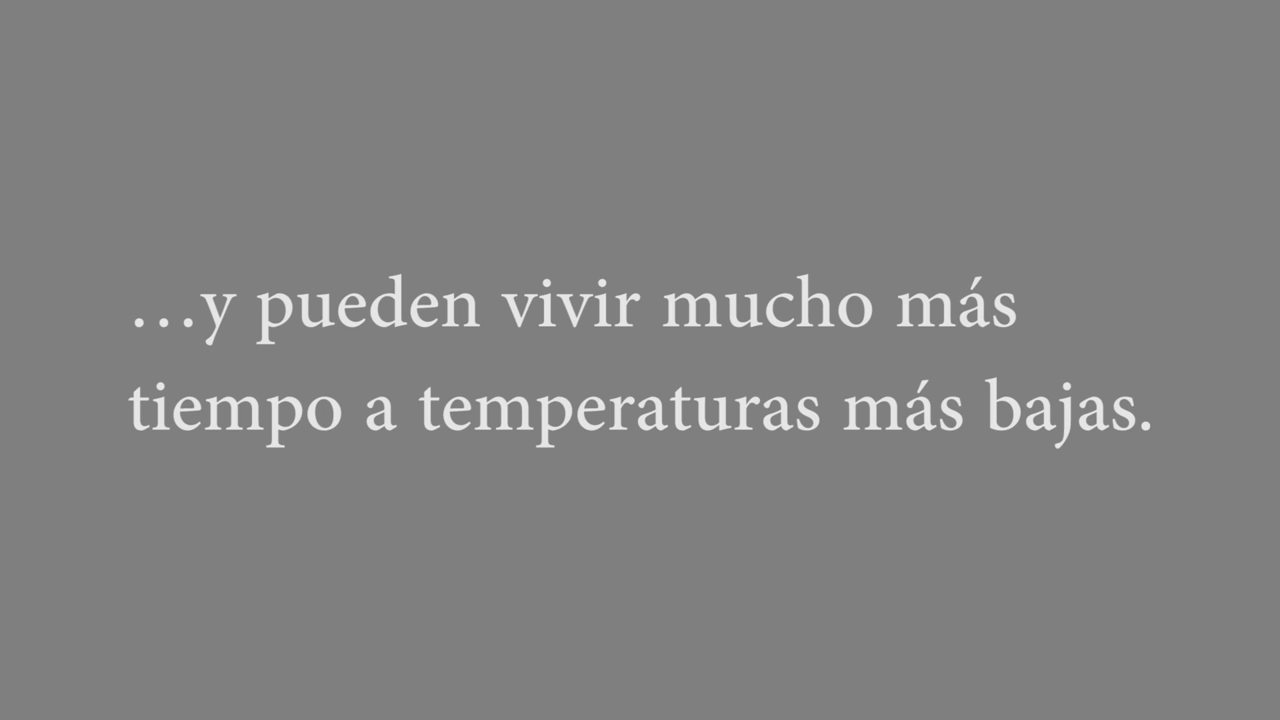 …y pueden vivir mucho más
tiempo a temperaturas más bajas.